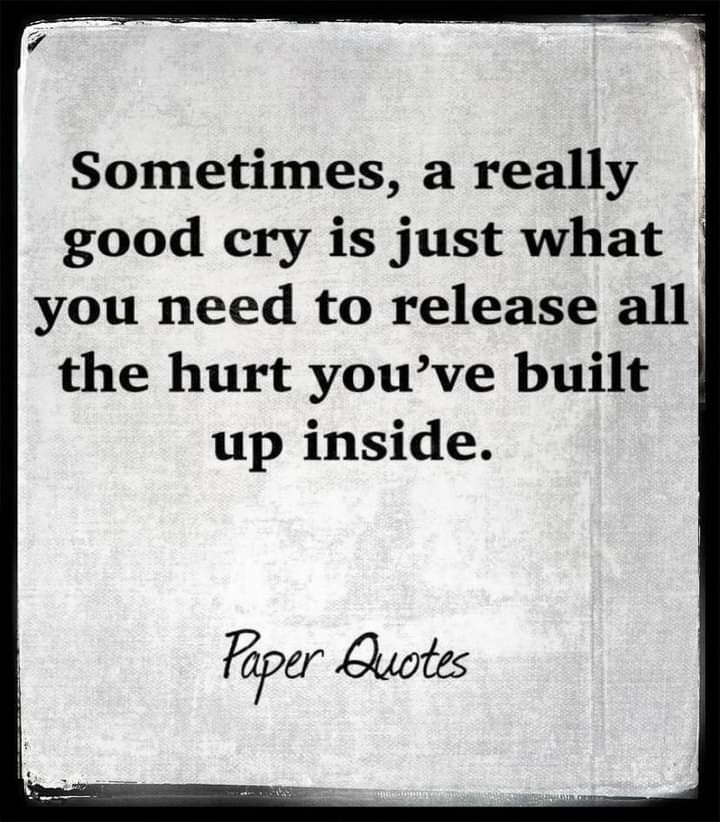 Sometimes, a really
good cry is just what
you need to release all
the hurt you’ve built
up inside.
Paper Quotes